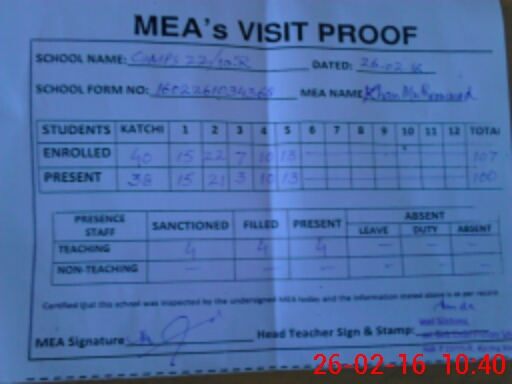 MEA's VISIT PROOF
SCHOOL NAME: DATED: 26-02
SCHOOL FORM NO: MEA NAME Khan
STUDENTS KATCHI 1 2 3 4 5 6 7 8 9 10 11 12 TOTAL
ENROLLED 40 15 22 7 10 13 107
PRESENT 38 15 21 3 10 13 100
PRESENCE STAFF SANCTIONED FILLED PRESENT ABSENT
LEAVE DUTY ABSENT
TEACHING 4 4 4 - - -
NON-TEACHING - - - - - -
Certified that this school was inspected by the undersigned MEA today and the information stated above is as per record
MEA Signature: Head Teacher Sign & Stamp:
26-02-16 10:40